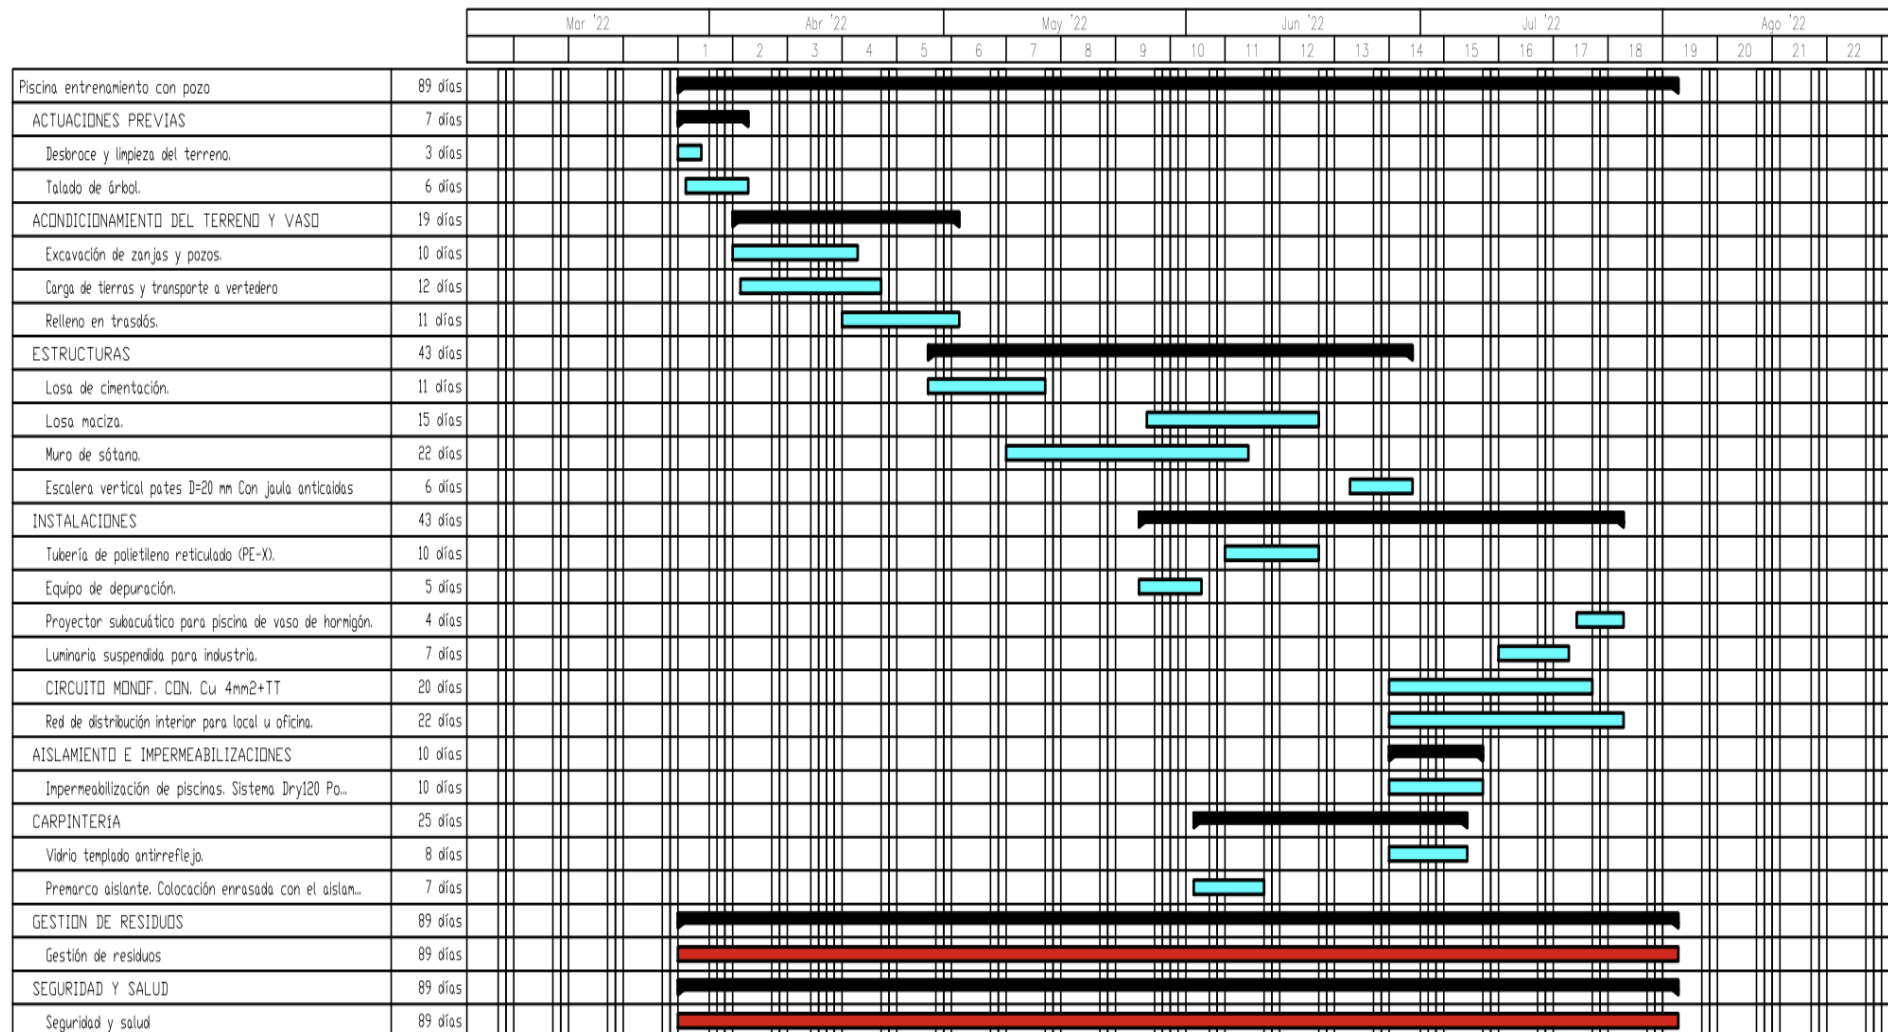 Mar '22 Abr '22 May '22 Jun '22 Jul '22 Ago '22
1 2 3 4 5 6 7 8 9 10 11 12 13 14 15 16 17 18 19 20 21 22
Piscina entrenamiento con pozo 89 días
ACTUACIONES PREVIAS 7 días
Desbroce y limpieza del terreno. 3 días
Talado de árbol. 6 días
ACONDICIONAMIENTO DEL TERRENO Y VASO 19 días
Excavación de zanjas y pozos. 10 días
Carga de tierras y transporte a vertedero 12 días
Relleno en trasdós. 11 días
ESTRUCTURAS 43 días
Losa de cimentación. 11 días
Losa maciza. 15 días
Muro de sótano. 22 días
Escalera vertical pates D=20 mm Con jaula anticaidas 6 días
INSTALACIONES 43 días
Tubería de polietileno reticulado (PE-X). 10 días
Equipo de depuración. 5 días
Proyector subacuático para piscina de vaso de hormigón. 4 días
Luminaria suspendida para industria. 7 días
CIRCUITO MONOF. CON. Cu 4mm2+TT 20 días
Red de distribución interior para local u oficina. 22 días
AISLAMIENTO E IMPERMEABILIZACIONES 10 días
Impermeabilización de piscinas. Sistema Dry120 Po... 10 días
CARPINTERÍA 25 días
Vidrio templado antirreflejo. 8 días
Premarco aislante. Colocación enrasada con el aislam... 7 días
GESTION DE RESIDUOS 89 días
Gestión de residuos 89 días
SEGURIDAD Y SALUD 89 días
Seguridad y salud 89 días